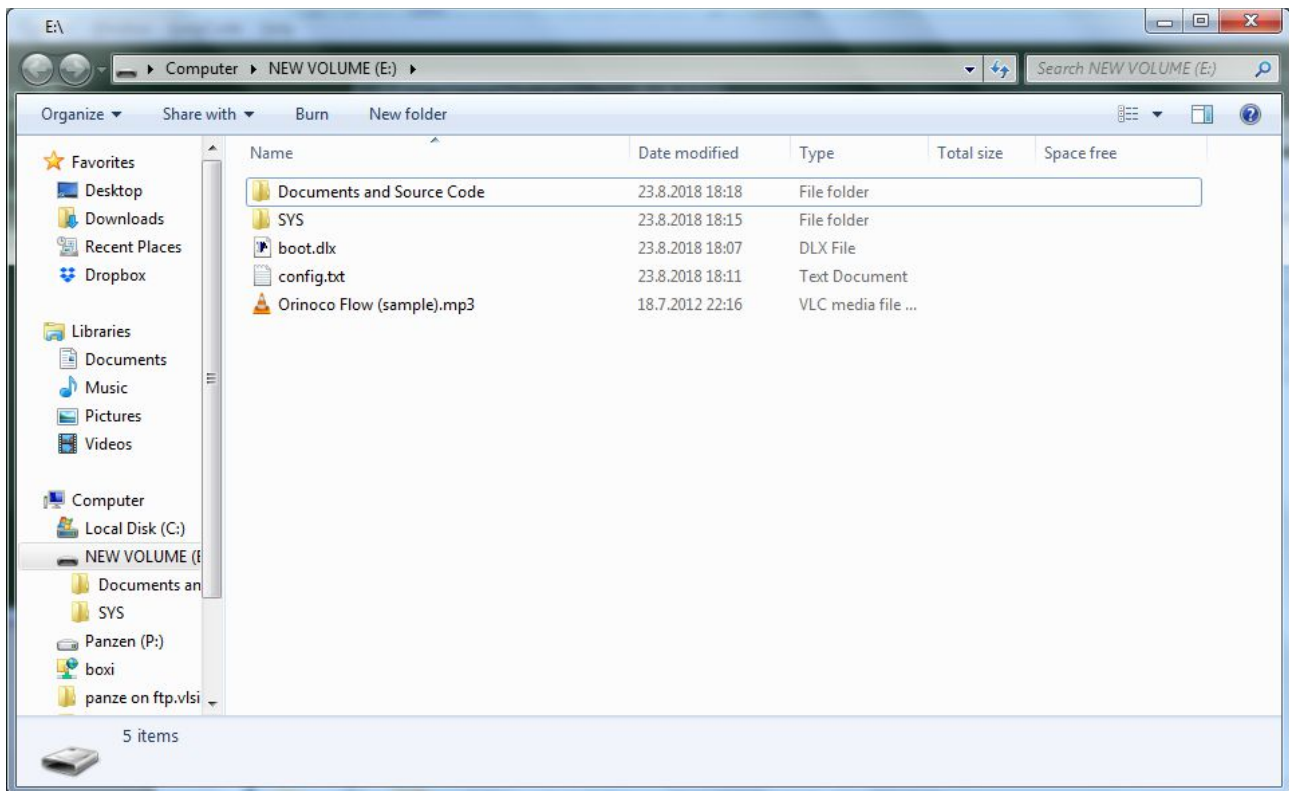 E:\
Computer NEW VOLUME (E:) Search NEW VOLUME (E:)
Organize Share with Burn New folder
Favorites
Desktop
Downloads
Recent Places
Dropbox
Libraries
Documents
Music
Pictures
Videos
Computer
Local Disk (C:)
NEW VOLUME (E
Documents an
SYS
Panzen (P:)
boxi
panze on ftp.vlsi
Name Date modified Type Total size Space free
Documents and Source Code 23.8.2018 18:18 File folder
SYS 23.8.2018 18:15 File folder
boot.dlx 23.8.2018 18:07 DLX File
config.txt 23.8.2018 18:11 Text Document
Orinoco Flow (sample).mp3 18.7.2012 22:16 VLC media file ...
5 items